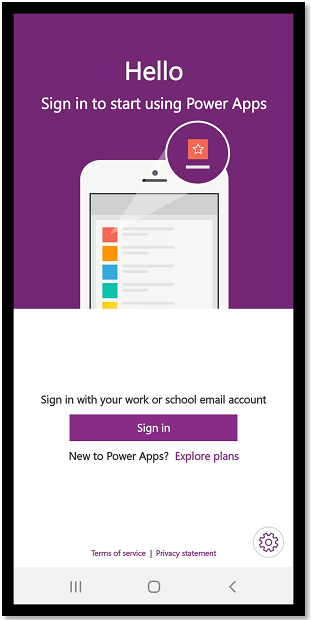 Hello
Sign in to start using Power Apps
Sign in with your work or school email account
Sign in
New to Power Apps? Explore plans
Terms of service | Privacy statement